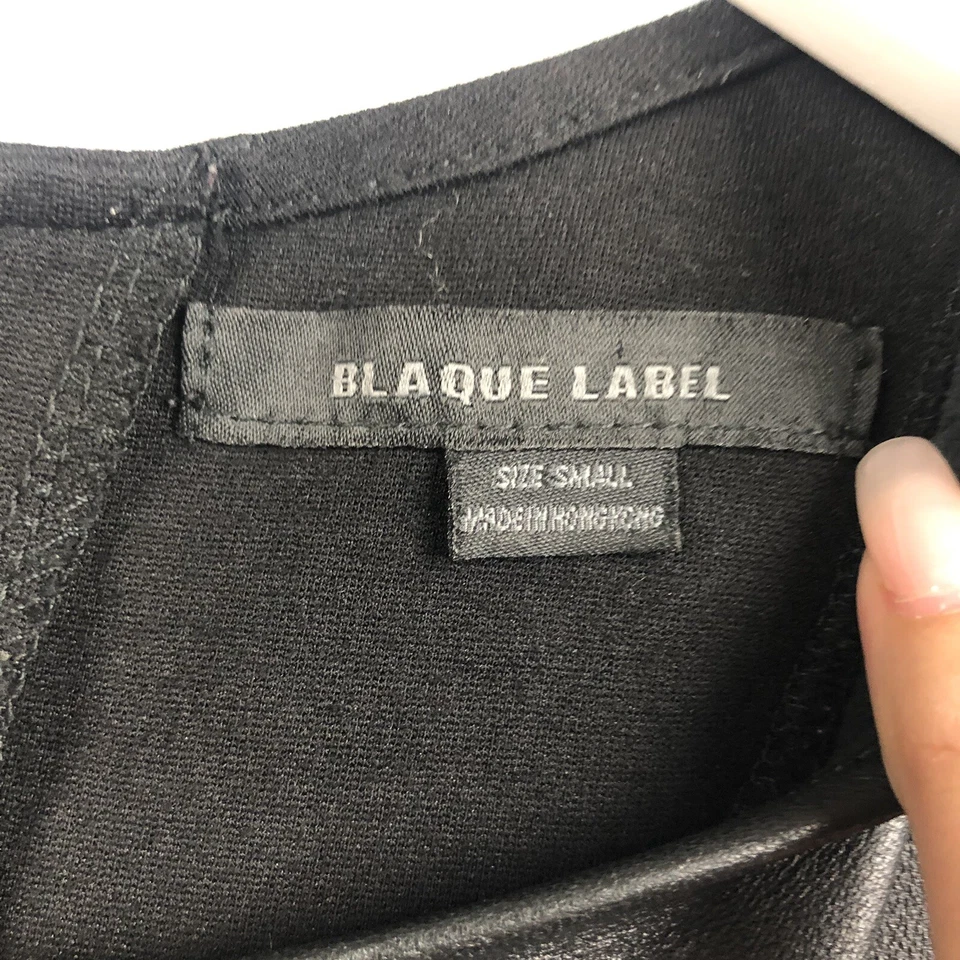 BLAQUE LABEL
SIZE SMALL
MADE IN HONG KONG